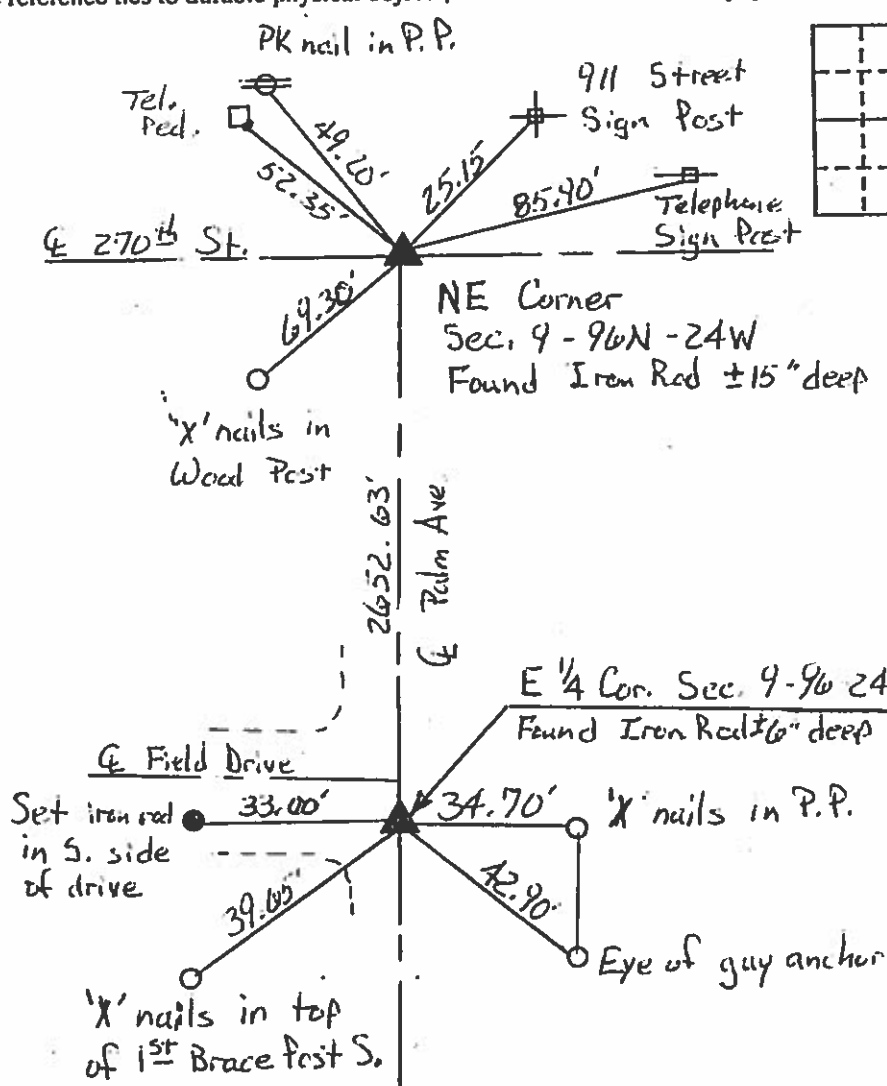 PK nail in P.P.
Tel.
Ped.
911 Street
Sign Post
49.20'
52.35'
25.15
85.40'
Telephone
Sign Post
℄ 270th St.
69.30'
NE Corner
Sec. 9 - 96N - 24W
Found Iron Rod ±15" deep
'X' nails in
Wood Post
2652.63'
℄ Palm Ave
E 1/4 Cor. Sec. 9-96 24
Found Iron Rod ±6" deep
℄ Field Drive
Set iron rod
in S. side
of drive
33.00'
34.70'
'X' nails in P.P.
39.65'
42.90'
Eye of guy anchor
'X' nails in top
of 1st Brace Post S.